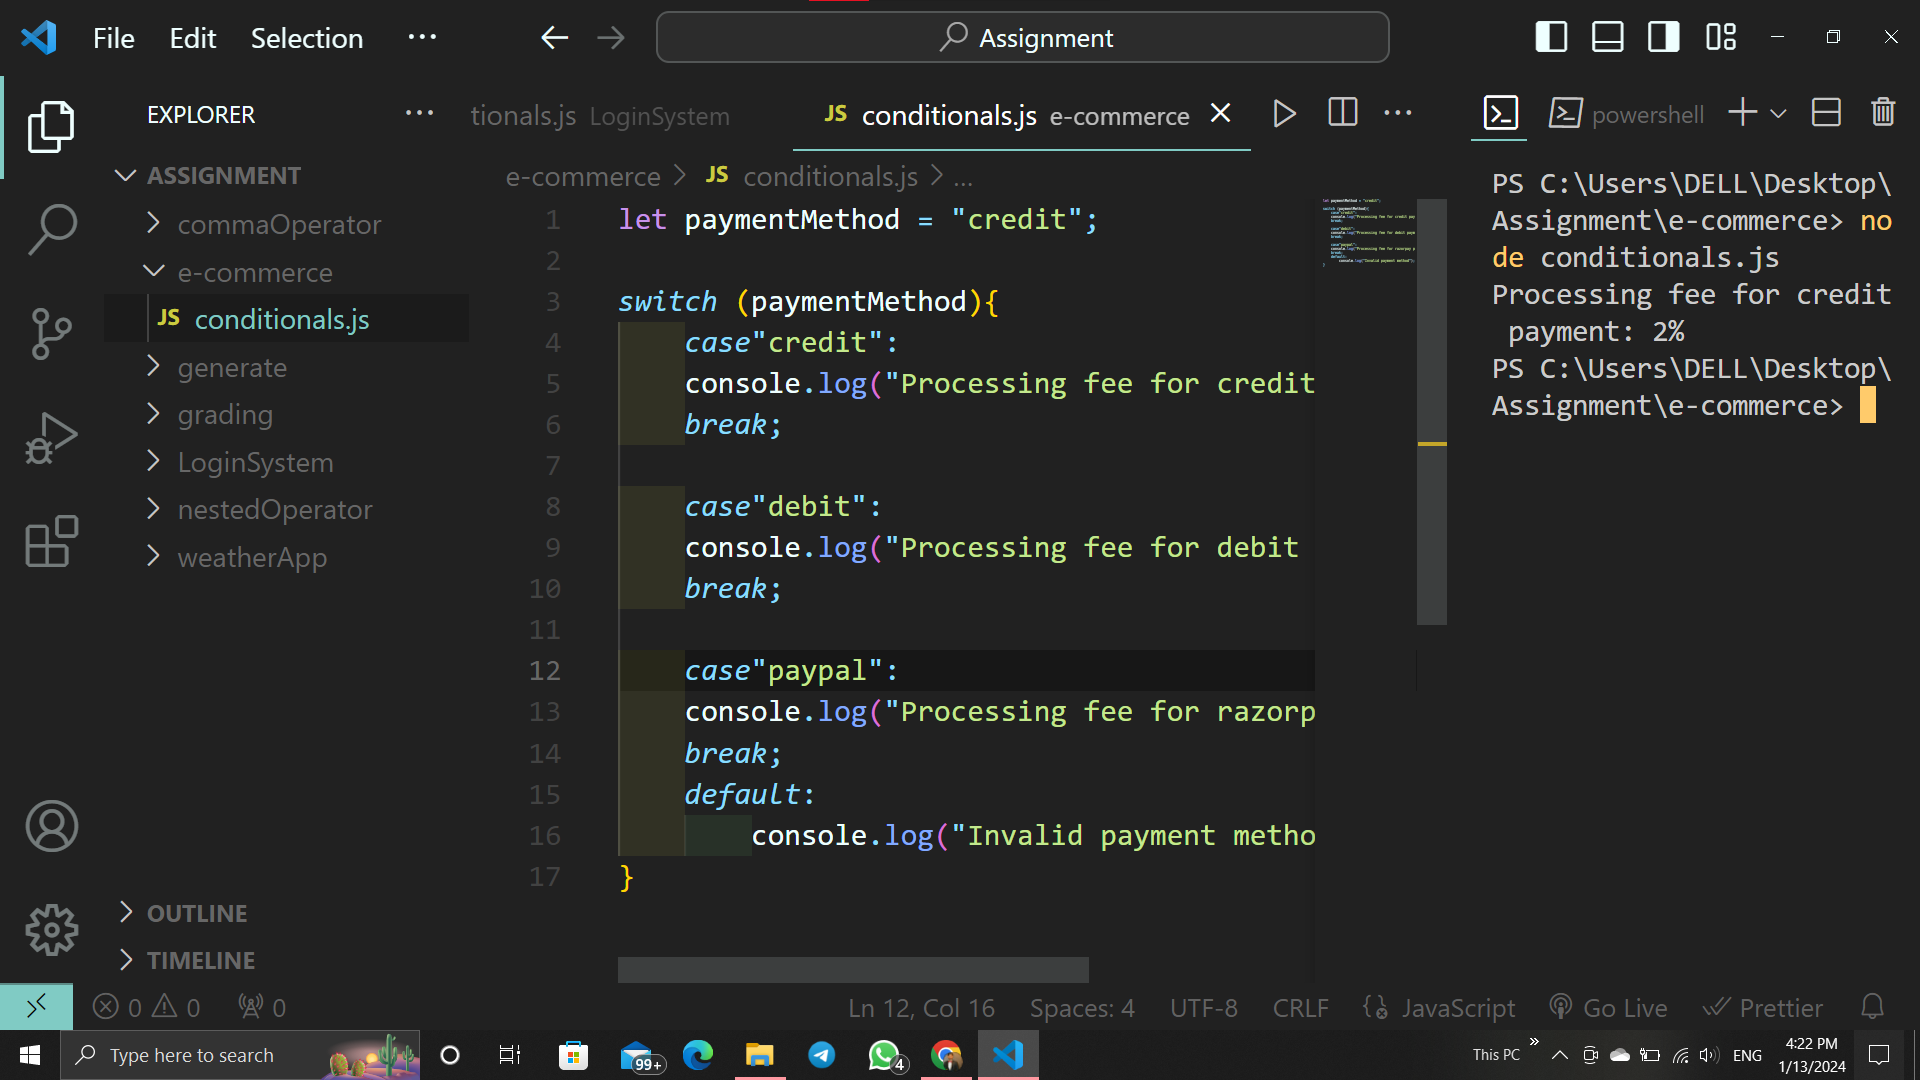 File Edit Selection ···
Assignment
EXPLORER ···
tionals.js LoginSystem
JS conditionals.js e-commerce
powershell
ASSIGNMENT
commaOperator
e-commerce
JS conditionals.js
generate
grading
LoginSystem
nestedOperator
weatherApp
OUTLINE
TIMELINE
e-commerce > JS conditionals.js > ...
1 let paymentMethod = "credit";
2
3 switch (paymentMethod){
4 case"credit":
5 console.log("Processing fee for credit
6 break;
7
8 case"debit":
9 console.log("Processing fee for debit
10 break;
11
12 case"paypal":
13 console.log("Processing fee for razorp
14 break;
15 default:
16 console.log("Invalid payment metho
17 }
PS C:\Users\DELL\Desktop\
Assignment\e-commerce> no
de conditionals.js
Processing fee for credit
payment: 2%
PS C:\Users\DELL\Desktop\
Assignment\e-commerce>
0 0 0
Ln 12, Col 16 Spaces: 4 UTF-8 CRLF JavaScript Go Live Prettier
Type here to search
99+
4
This PC
ENG
4:22 PM
1/13/2024